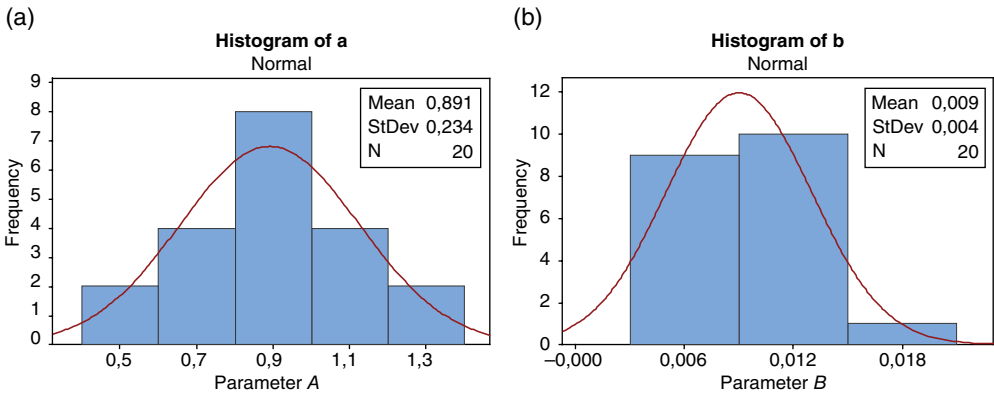 (a)
Histogram of a
Normal
Mean 0,891
StDev 0,234
N 20
Frequency
9
8
7
6
5
4
3
2
1
0
0,5 0,7 0,9 1,1 1,3
Parameter A
(b)
Histogram of b
Normal
Mean 0,009
StDev 0,004
N 20
Frequency
12
10
8
6
4
2
0
–0,000 0,006 0,012 0,018
Parameter B